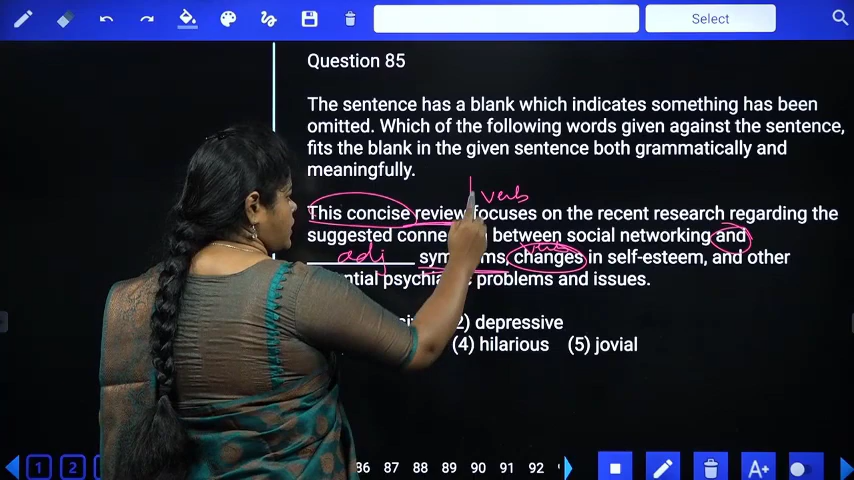 Select
Question 85
The sentence has a blank which indicates something has been
omitted. Which of the following words given against the sentence,
fits the blank in the given sentence both grammatically and
meaningfully.
verb
This concise review focuses on the recent research regarding the
suggested between social networking and
adj changes in self-esteem, and other
problems and issues.
2) depressive
(4) hilarious (5) jovial
1 2 86 87 88 89 90 91 92
A+